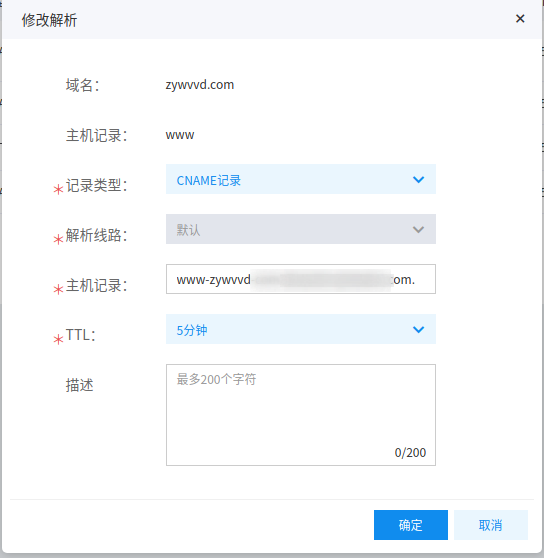 修改解析
×
域名：
zywvvd.com
主机记录：
www
*记录类型：
CNAME记录
*解析线路：
默认
*主机记录：
www-zywvvd om.
*TTL：
5分钟
描述
最多200个字符
0/200
确定
取消